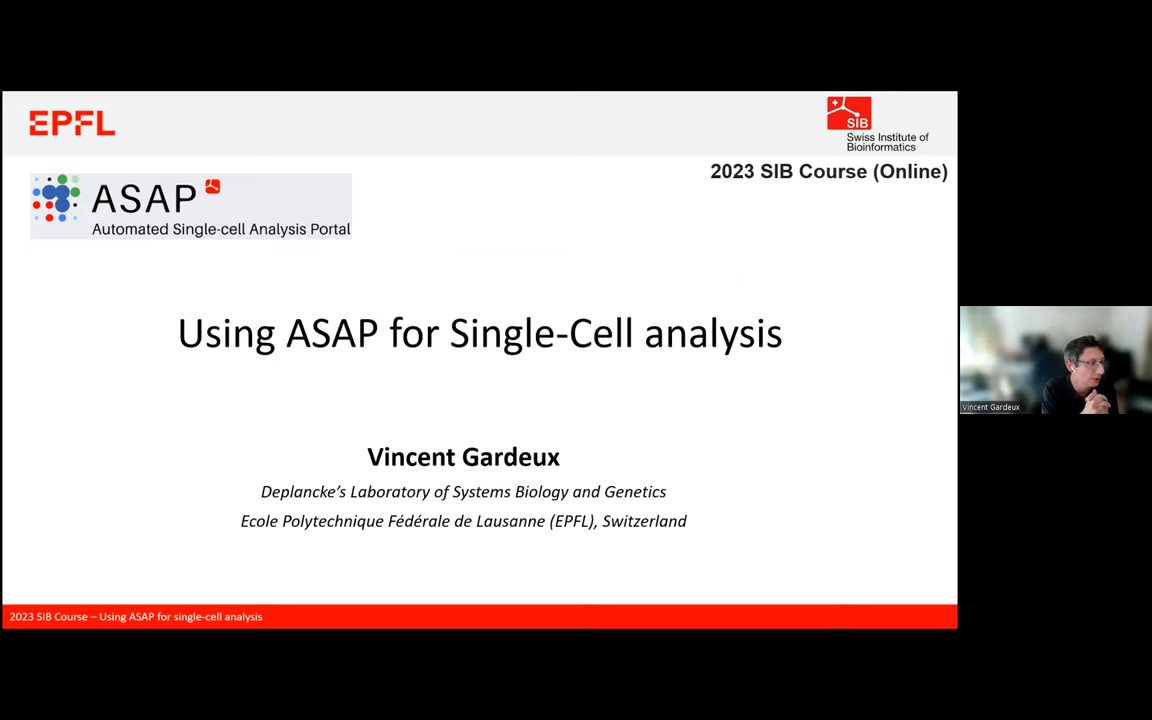 EPFL
SIB
Swiss Institute of
Bioinformatics
2023 SIB Course (Online)
ASAP
Automated Single-cell Analysis Portal
Using ASAP for Single-Cell analysis
Vincent Gardeux
Deplancke's Laboratory of Systems Biology and Genetics
Ecole Polytechnique Fédérale de Lausanne (EPFL), Switzerland
2023 SIB Course – Using ASAP for single-cell analysis
Vincent Gardeux